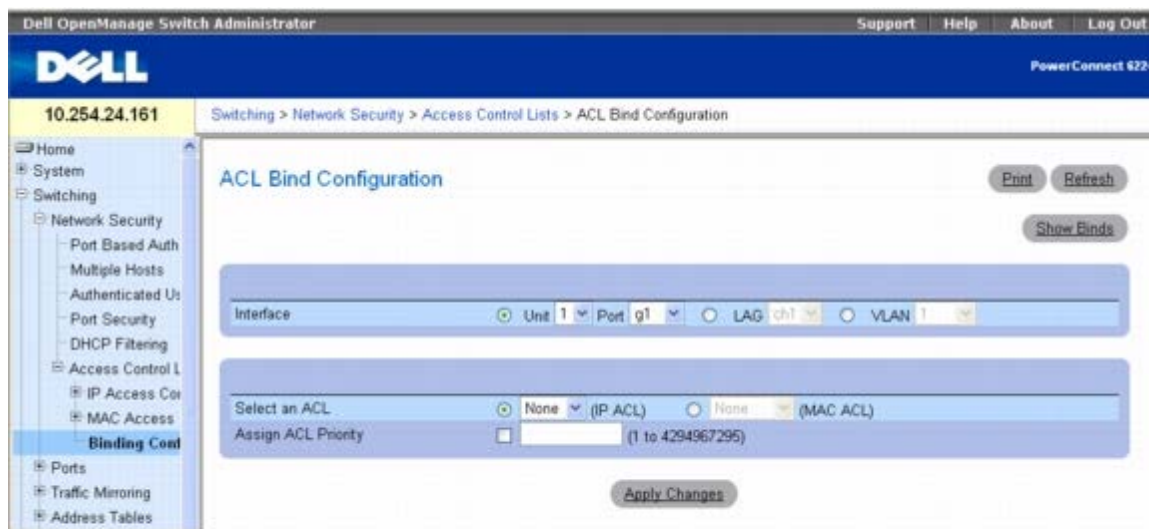 Dell OpenManage Switch Administrator Support Help About Log Out
DELL
PowerConnect 622
10.254.24.161
Switching > Network Security > Access Control Lists > ACL Bind Configuration
Home
System
Switching
Network Security
Port Based Auth
Multiple Hosts
Authenticated Us
Port Security
DHCP Filtering
Access Control L
IP Access Con
MAC Access
Binding Conf
Ports
Traffic Mirroring
Address Tables
ACL Bind Configuration
Print Refresh
Show Binds
Interface Unit 1 Port g1 LAG ch1 VLAN 1
Select an ACL None (IP ACL) None (MAC ACL)
Assign ACL Priority (1 to 4294967295)
Apply Changes